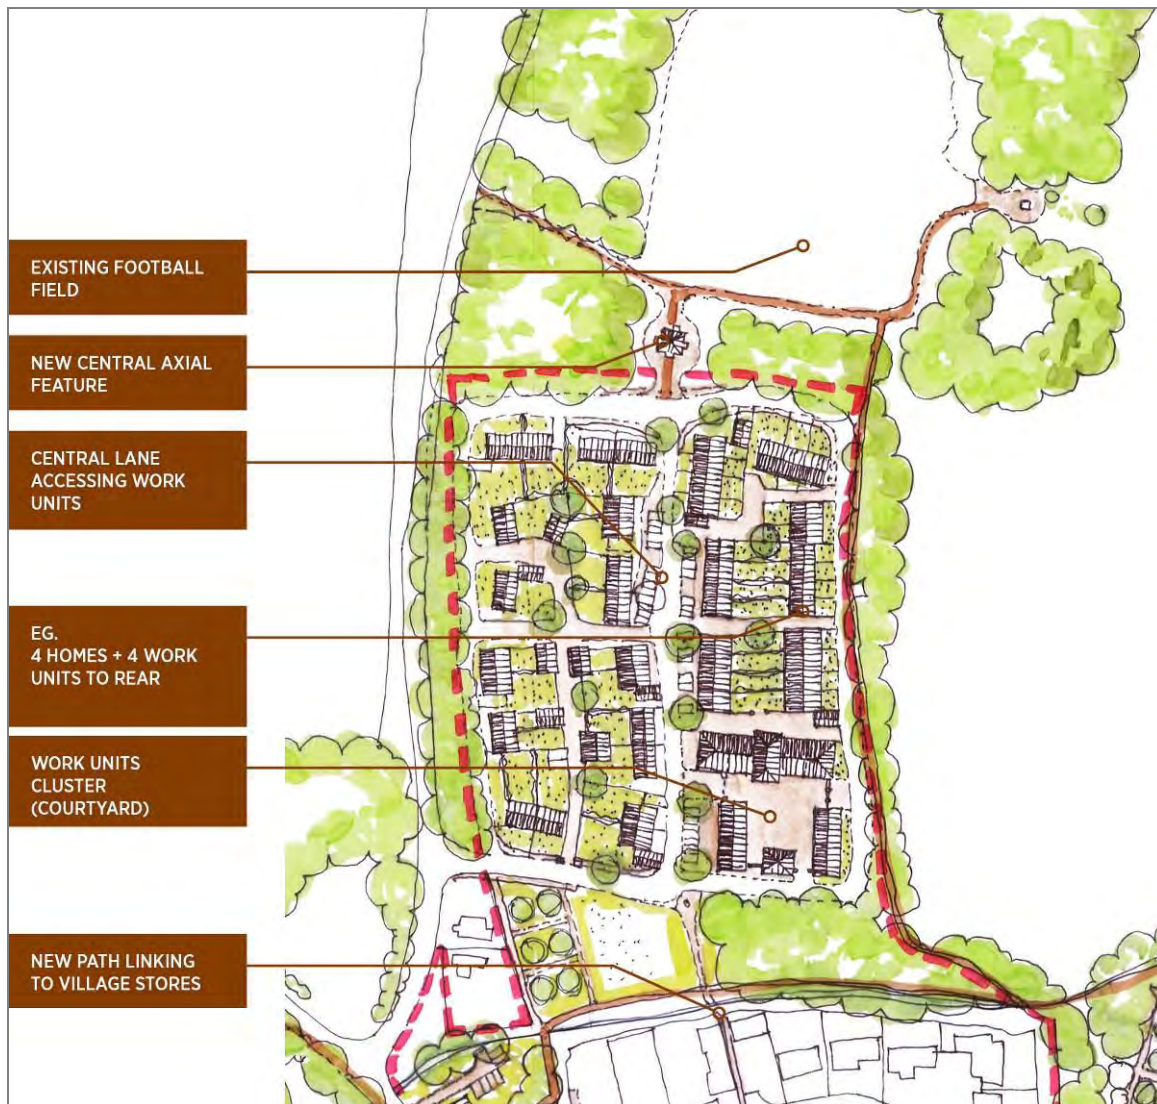 EXISTING FOOTBALL
FIELD
NEW CENTRAL AXIAL
FEATURE
CENTRAL LANE
ACCESSING WORK
UNITS
EG.
4 HOMES + 4 WORK
UNITS TO REAR
WORK UNITS
CLUSTER
(COURTYARD)
NEW PATH LINKING
TO VILLAGE STORES